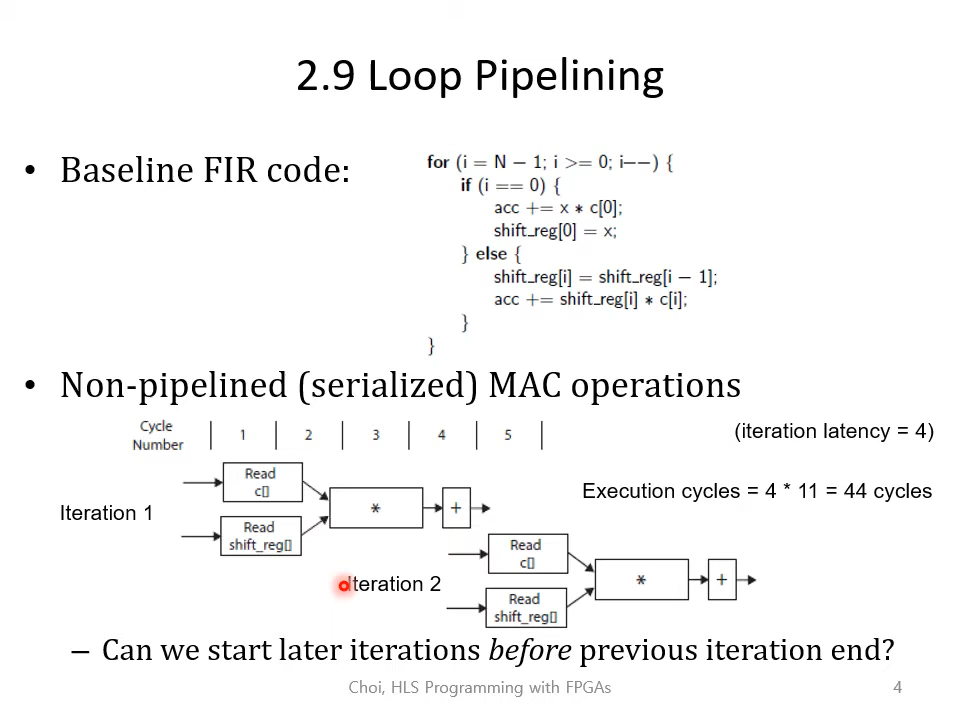 2.9 Loop Pipelining
• Baseline FIR code:
for (i = N − 1; i >= 0; i−−) {
if (i == 0) {
acc += x * c[0];
shift_reg[0] = x;
} else {
shift_reg[i] = shift_reg[i − 1];
acc += shift_reg[i] * c[i];
}
}
• Non-pipelined (serialized) MAC operations
Cycle
Number
1 2 3 4 5
(iteration latency = 4)
Execution cycles = 4 * 11 = 44 cycles
Iteration 1
Read
c[]
Read
shift_reg[]
*
+
Iteration 2
Read
c[]
Read
shift_reg[]
*
+
– Can we start later iterations before previous iteration end?
Choi, HLS Programming with FPGAs
4